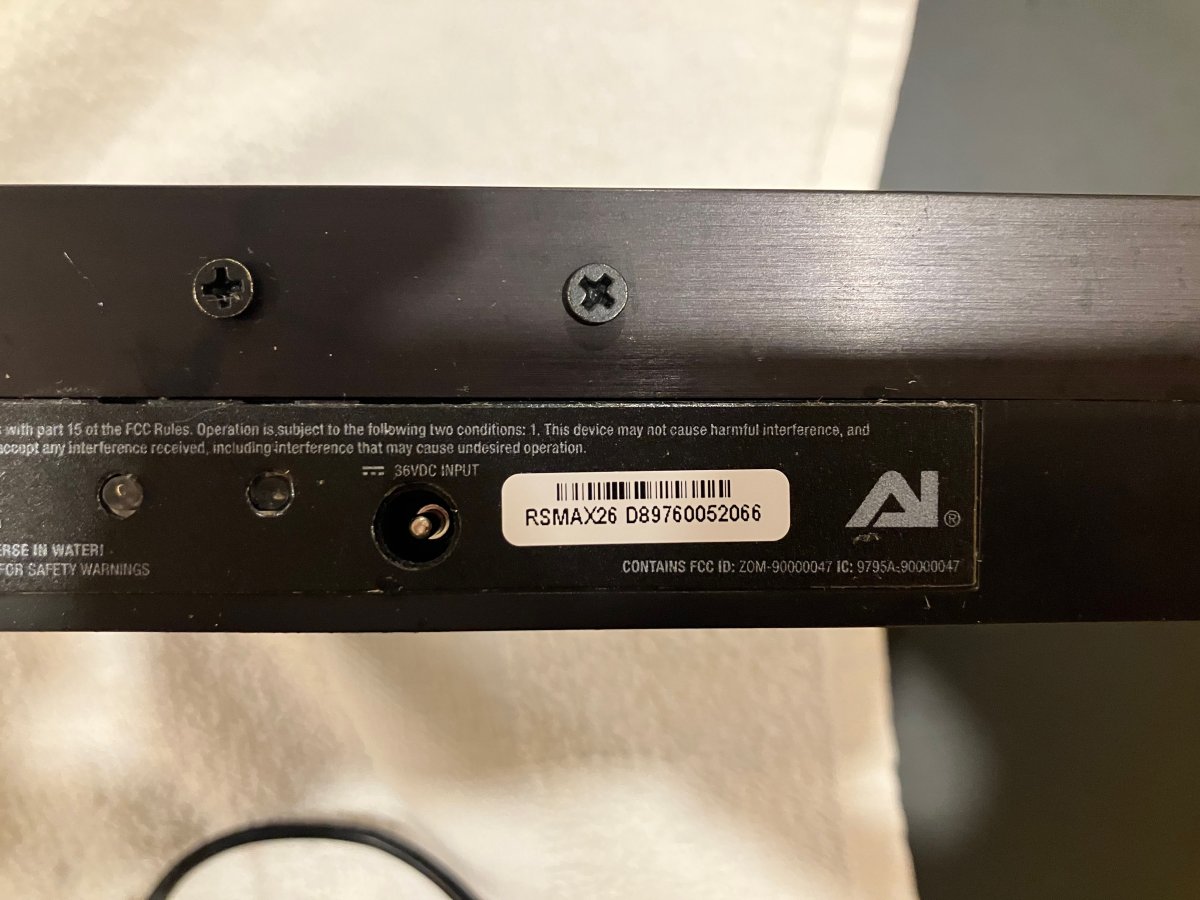 with part 15 of the FCC Rules. Operation is subject to the following two conditions: 1. This device may not cause harmful interference, and
accept any interference received, including interference that may cause undesired operation.
36VDC INPUT
RSMAX26 D89760052066
AI ®
IN WATER!
FOR SAFETY WARNINGS
CONTAINS FCC ID: ZOM-90000047 IC: 9795A-90000047